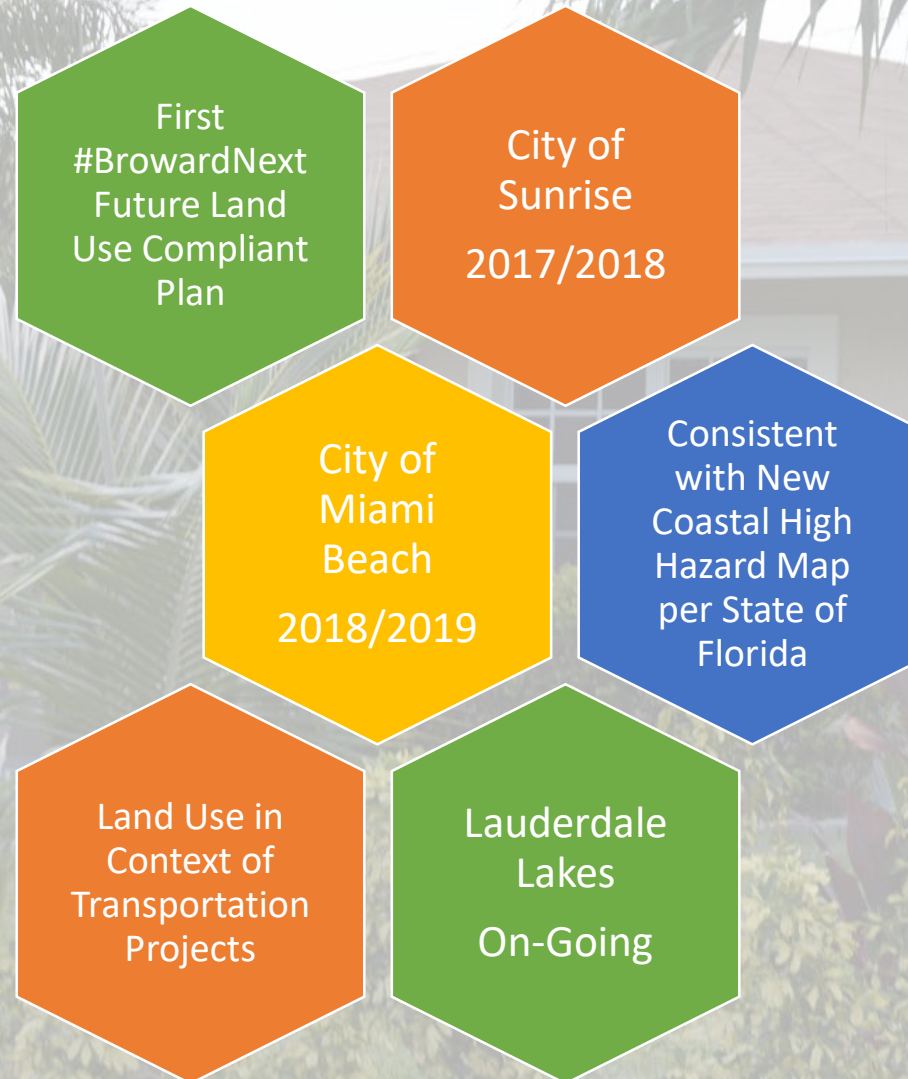 First
#BrowardNext
Future Land
Use Compliant
Plan
City of
Sunrise
2017/2018
City of
Miami
Beach
2018/2019
Consistent
with New
Coastal High
Hazard Map
per State of
Florida
Land Use in
Context of
Transportation
Projects
Lauderdale
Lakes
On-Going